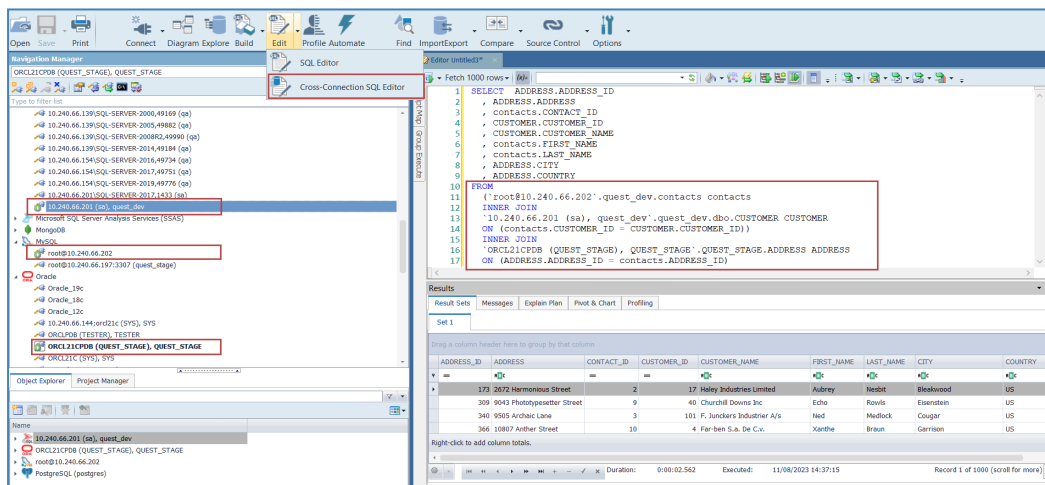 Open Save Print Connect Diagram Explore Build Edit Profile Automate Find ImportExport Compare Source Control Options
SQL Editor
Cross-Connection SQL Editor
Navigation Manager
ORCL21CPDB (QUEST_STAGE), QUEST_STAGE
Type to filter list
10.240.66.139\SQL-SERVER-2000,49169 (qa)
10.240.66.139\SQL-SERVER-2005,49882 (qa)
10.240.66.139\SQL-SERVER-2008R2,49990 (qa)
10.240.66.139\SQL-SERVER-2014,49184 (qa)
10.240.66.154\SQL-SERVER-2016,49734 (qa)
10.240.66.154\SQL-SERVER-2017,49751 (qa)
10.240.66.154\SQL-SERVER-2019,49776 (qa)
10.240.66.201\SQL-SERVER-2017,1433 (sa)
10.240.66.201 (sa), quest_dev
Microsoft SQL Server Analysis Services (SSAS)
MongoDB
MySQL
root@10.240.66.202
root@10.240.66.197:3307 (quest_stage)
Oracle
Oracle_19c
Oracle_18c
Oracle_12c
10.240.66.144;orcl21c (SYS), SYS
ORCLPDB (TESTER), TESTER
ORCL21CPDB (QUEST_STAGE), QUEST_STAGE
ORCL21C (SYS), SYS
Object Explorer Project Manager
Name
10.240.66.201 (sa), quest_dev
ORCL21CPDB (QUEST_STAGE), QUEST_STAGE
root@10.240.66.202
PostgreSQL (postgres)
Editor Untitled3*
Fetch 1000 rows
Map
Group Execute
1 SELECT ADDRESS.ADDRESS_ID
2 , ADDRESS.ADDRESS
3 , contacts.CONTACT_ID
4 , CUSTOMER.CUSTOMER_ID
5 , CUSTOMER.CUSTOMER_NAME
6 , contacts.FIRST_NAME
7 , contacts.LAST_NAME
8 , ADDRESS.CITY
9 , ADDRESS.COUNTRY
10 FROM
11 (`root@10.240.66.202`.quest_dev.contacts contacts
12 INNER JOIN
13 `10.240.66.201 (sa), quest_dev`.quest_dev.dbo.CUSTOMER CUSTOMER
14 ON (contacts.CUSTOMER_ID = CUSTOMER.CUSTOMER_ID))
15 INNER JOIN
16 `ORCL21CPDB (QUEST_STAGE), QUEST_STAGE`.QUEST_STAGE.ADDRESS ADDRESS
17 ON (ADDRESS.ADDRESS_ID = contacts.ADDRESS_ID)
Results
Result Sets Messages Explain Plan Pivot & Chart Profiling
Set 1
Drag a column header here to group by that column
ADDRESS_ID ADDRESS CONTACT_ID CUSTOMER_ID CUSTOMER_NAME FIRST_NAME LAST_NAME CITY COUNTRY
173 2672 Harmonious Street 2 17 Haley Industries Limited Aubrey Nesbit Bleakwood US
309 9043 Phototypesetter Street 9 40 Churchill Downs Inc Echo Rowls Eisenstein US
340 9505 Archaic Lane 3 101 F. Junckers Industrier A/s Ned Medlock Cougar US
366 10807 Anther Street 10 4 Far-ben S.a. De C.v. Xanthe Braun Garrison US
Right-click to add column totals.
Duration: 0:00:02.562 Executed: 11/08/2023 14:37:15 Record 1 of 1000 (scroll for more)